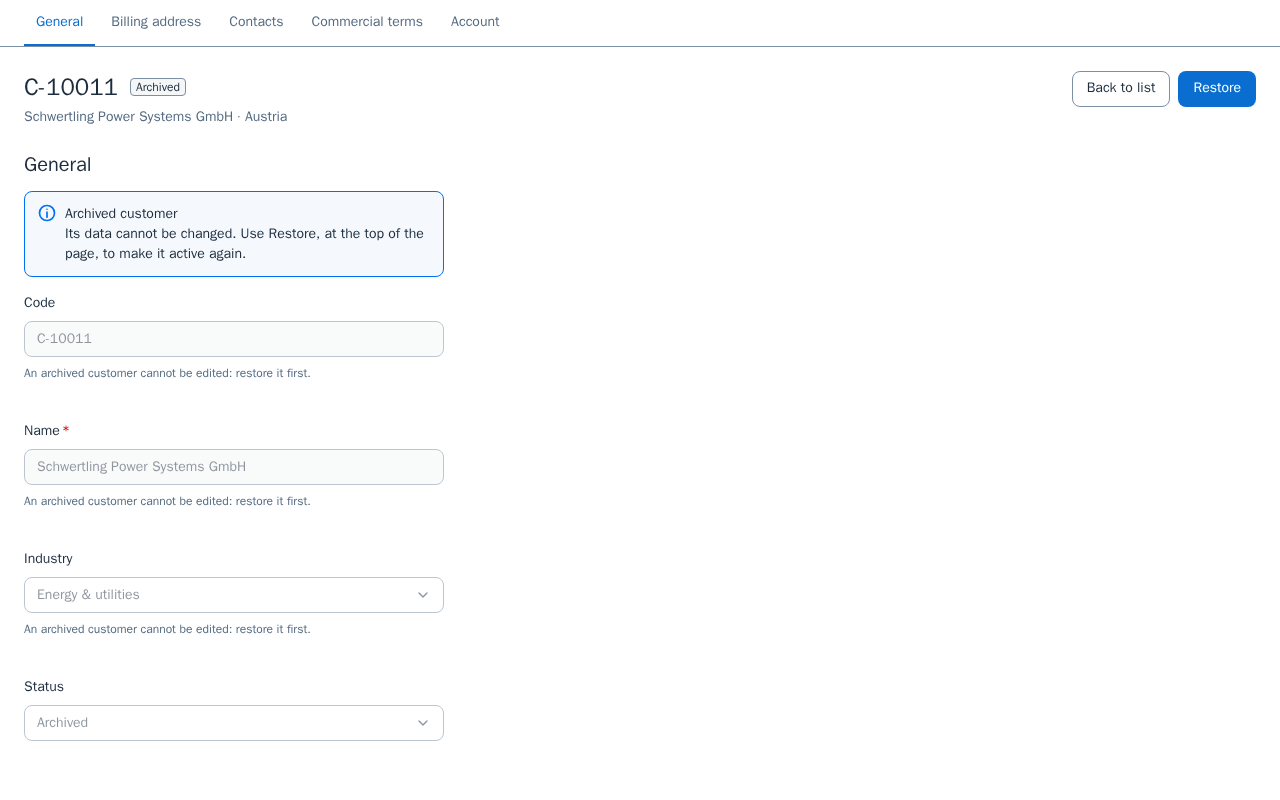 General Billing address Contacts Commercial terms Account
C-10011 Archived
Back to list Restore
Schwertling Power Systems GmbH · Austria
General
Archived customer
Its data cannot be changed. Use Restore, at the top of the
page, to make it active again.
Code
C-10011
An archived customer cannot be edited: restore it first.
Name *
Schwertling Power Systems GmbH
An archived customer cannot be edited: restore it first.
Industry
Energy & utilities
An archived customer cannot be edited: restore it first.
Status
Archived